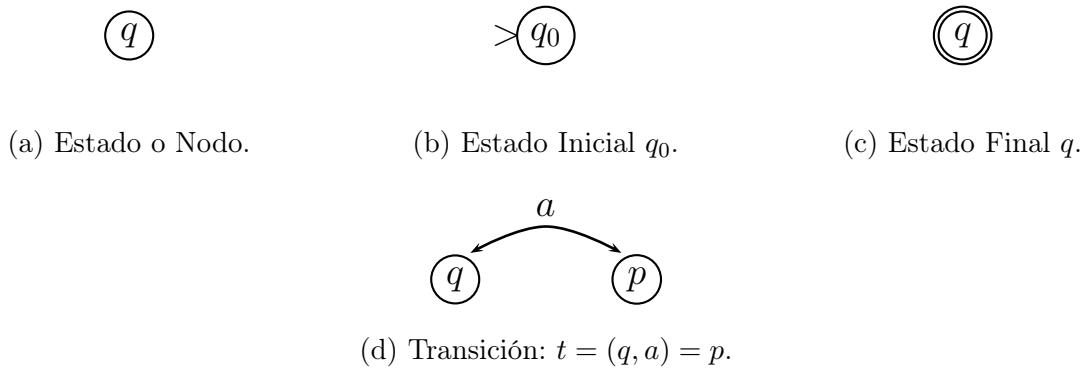 q
>q₀
q
(a) Estado o Nodo.
(b) Estado Inicial q₀.
(c) Estado Final q.
a
q
p
(d) Transición: t = (q, a) = p.